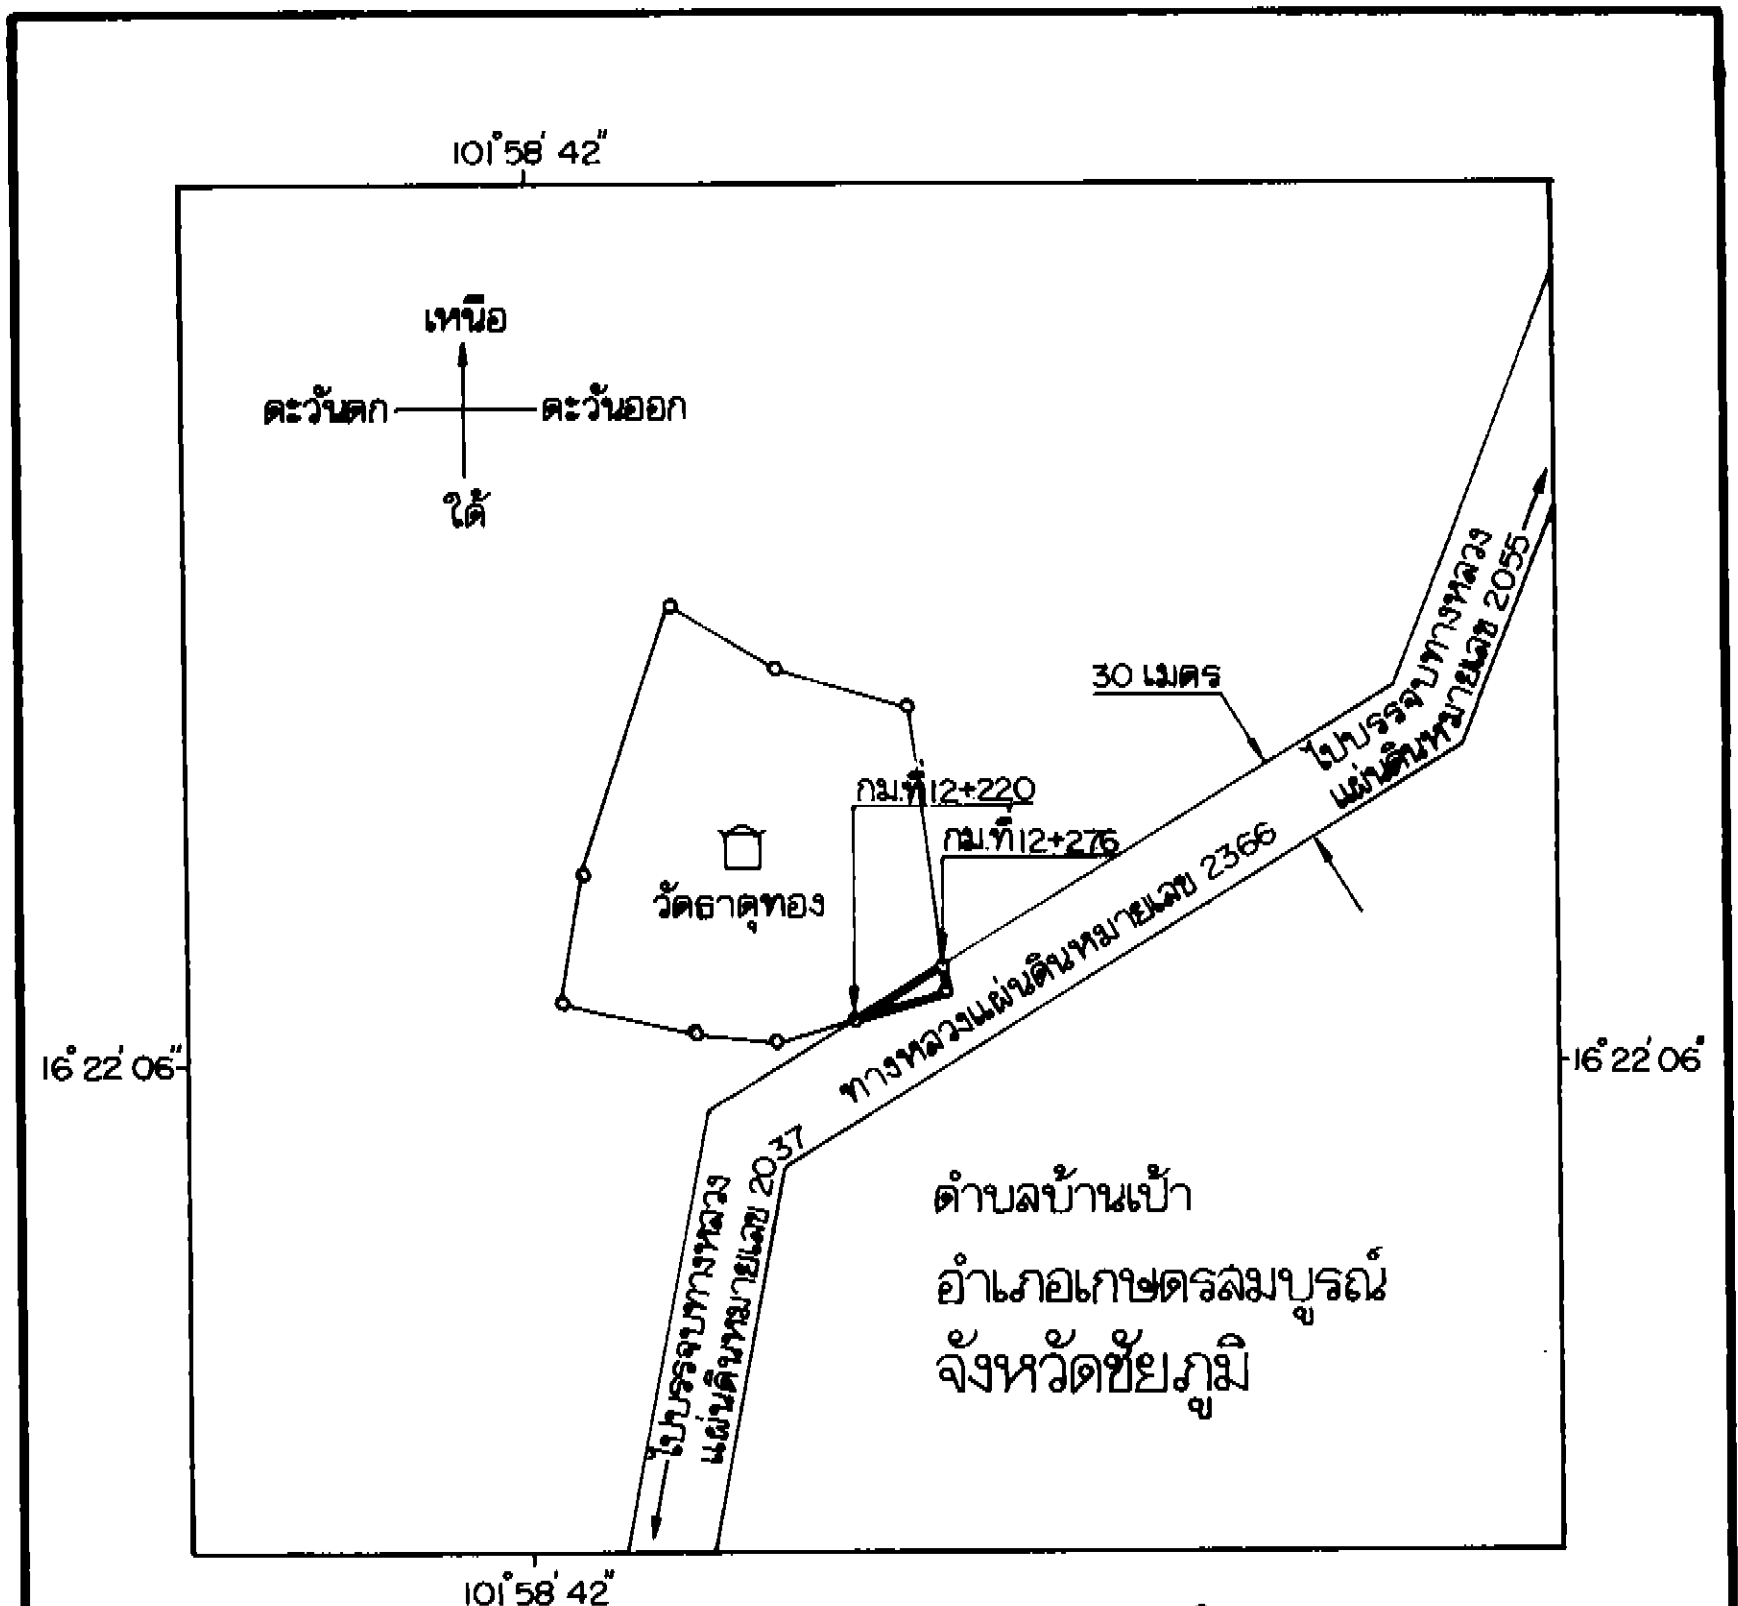 101°58'42"
เหนือ
ตะวันตก
ตะวันออก
ใต้
30 เมตร
ไปบรรจบทางหลวง
แผ่นดินหมายเลข 2055
กม.ที่ 12+220
กม.ที่ 12+276
วัดธาตุทอง
ทางหลวงแผ่นดินหมายเลข 2366
16°22'06"
16°22'06"
ไปบรรจบทางหลวง
แผ่นดินหมายเลข 2037
ตำบลบ้านเป้า
อำเภอเกษตรสมบูรณ์
จังหวัดชัยภูมิ
101°58'42"